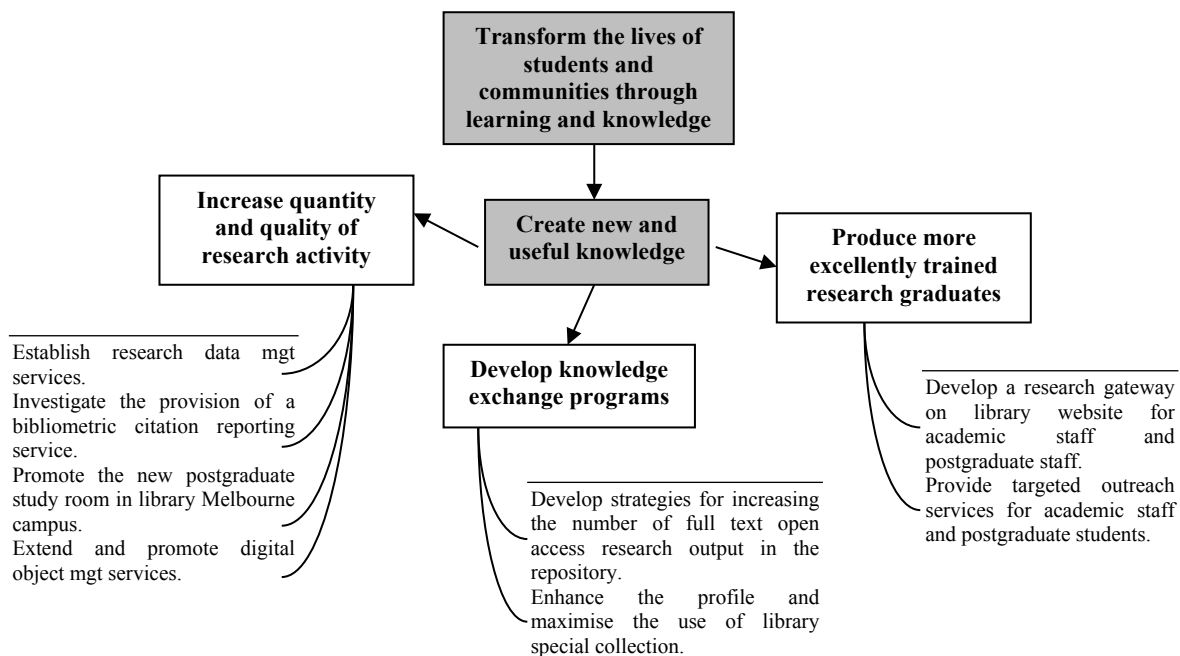 Transform the lives of
students and
communities through
learning and knowledge
Increase quantity
and quality of
research activity
Create new and
useful knowledge
Produce more
excellently trained
research graduates
Establish research data mgt
services.
Investigate the provision of a
bibliometric citation reporting
service.
Promote the new postgraduate
study room in library Melbourne
campus.
Extend and promote digital
object mgt services.
Develop knowledge
exchange programs
Develop strategies for increasing
the number of full text open
access research output in the
repository.
Enhance the profile and
maximise the use of library
special collection.
Develop a research gateway
on library website for
academic staff and
postgraduate staff.
Provide targeted outreach
services for academic staff
and postgraduate students.